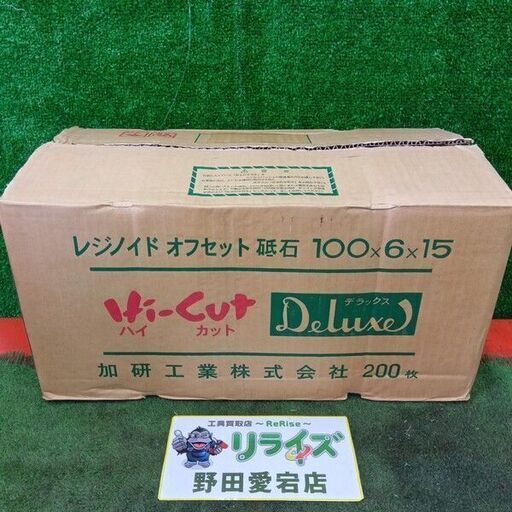 レジノイド オフセット 砥石 100×6×15
Hi-Cut
ハイ カット
デラックス
Deluxe
加研工業株式会社 200枚
工具買取店 ～ReRise～
リライズ
野田愛宕店